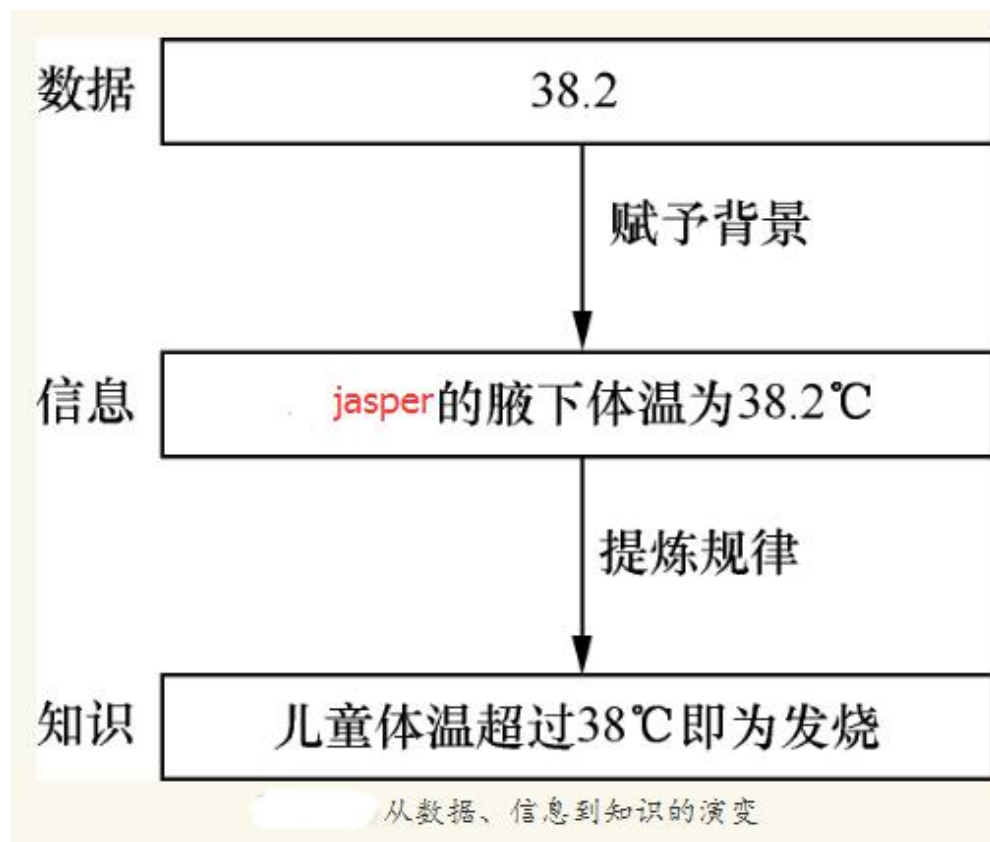 数据 38.2
赋予背景
信息 jasper的腋下体温为38.2℃
提炼规律
知识 儿童体温超过38℃即为发烧
从数据、信息到知识的演变